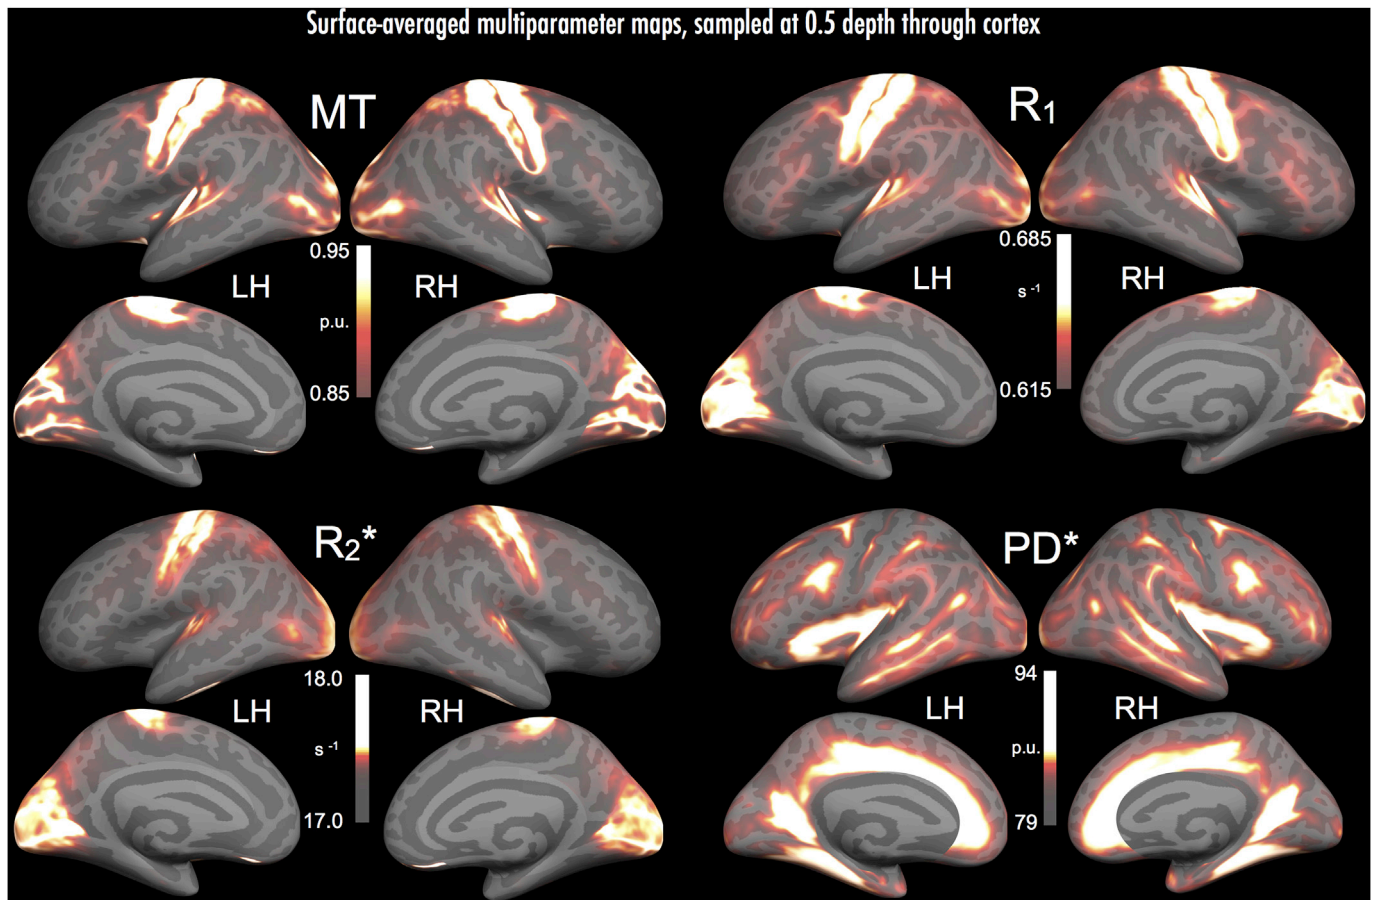 Surface-averaged multiparameter maps, sampled at 0.5 depth through cortex
MT
R1
0.95
p.u.
0.85
LH
RH
0.685
s -1
0.615
LH
RH
R2*
PD*
18.0
s -1
17.0
LH
RH
94
p.u.
79
LH
RH